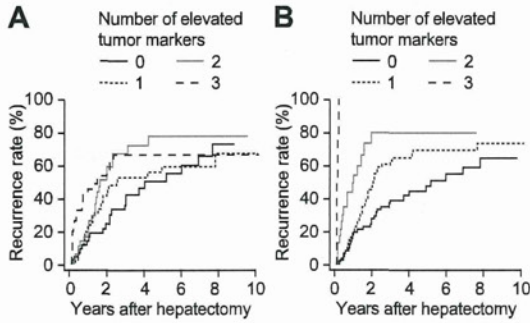 A
Number of elevated
tumor markers
0
2
1
3
Recurrence rate (%)
100
80
60
40
20
0
0 2 4 6 8 10
Years after hepatectomy
B
Number of elevated
tumor markers
0
2
1
3
Recurrence rate (%)
100
80
60
40
20
0
0 2 4 6 8 10
Years after hepatectomy